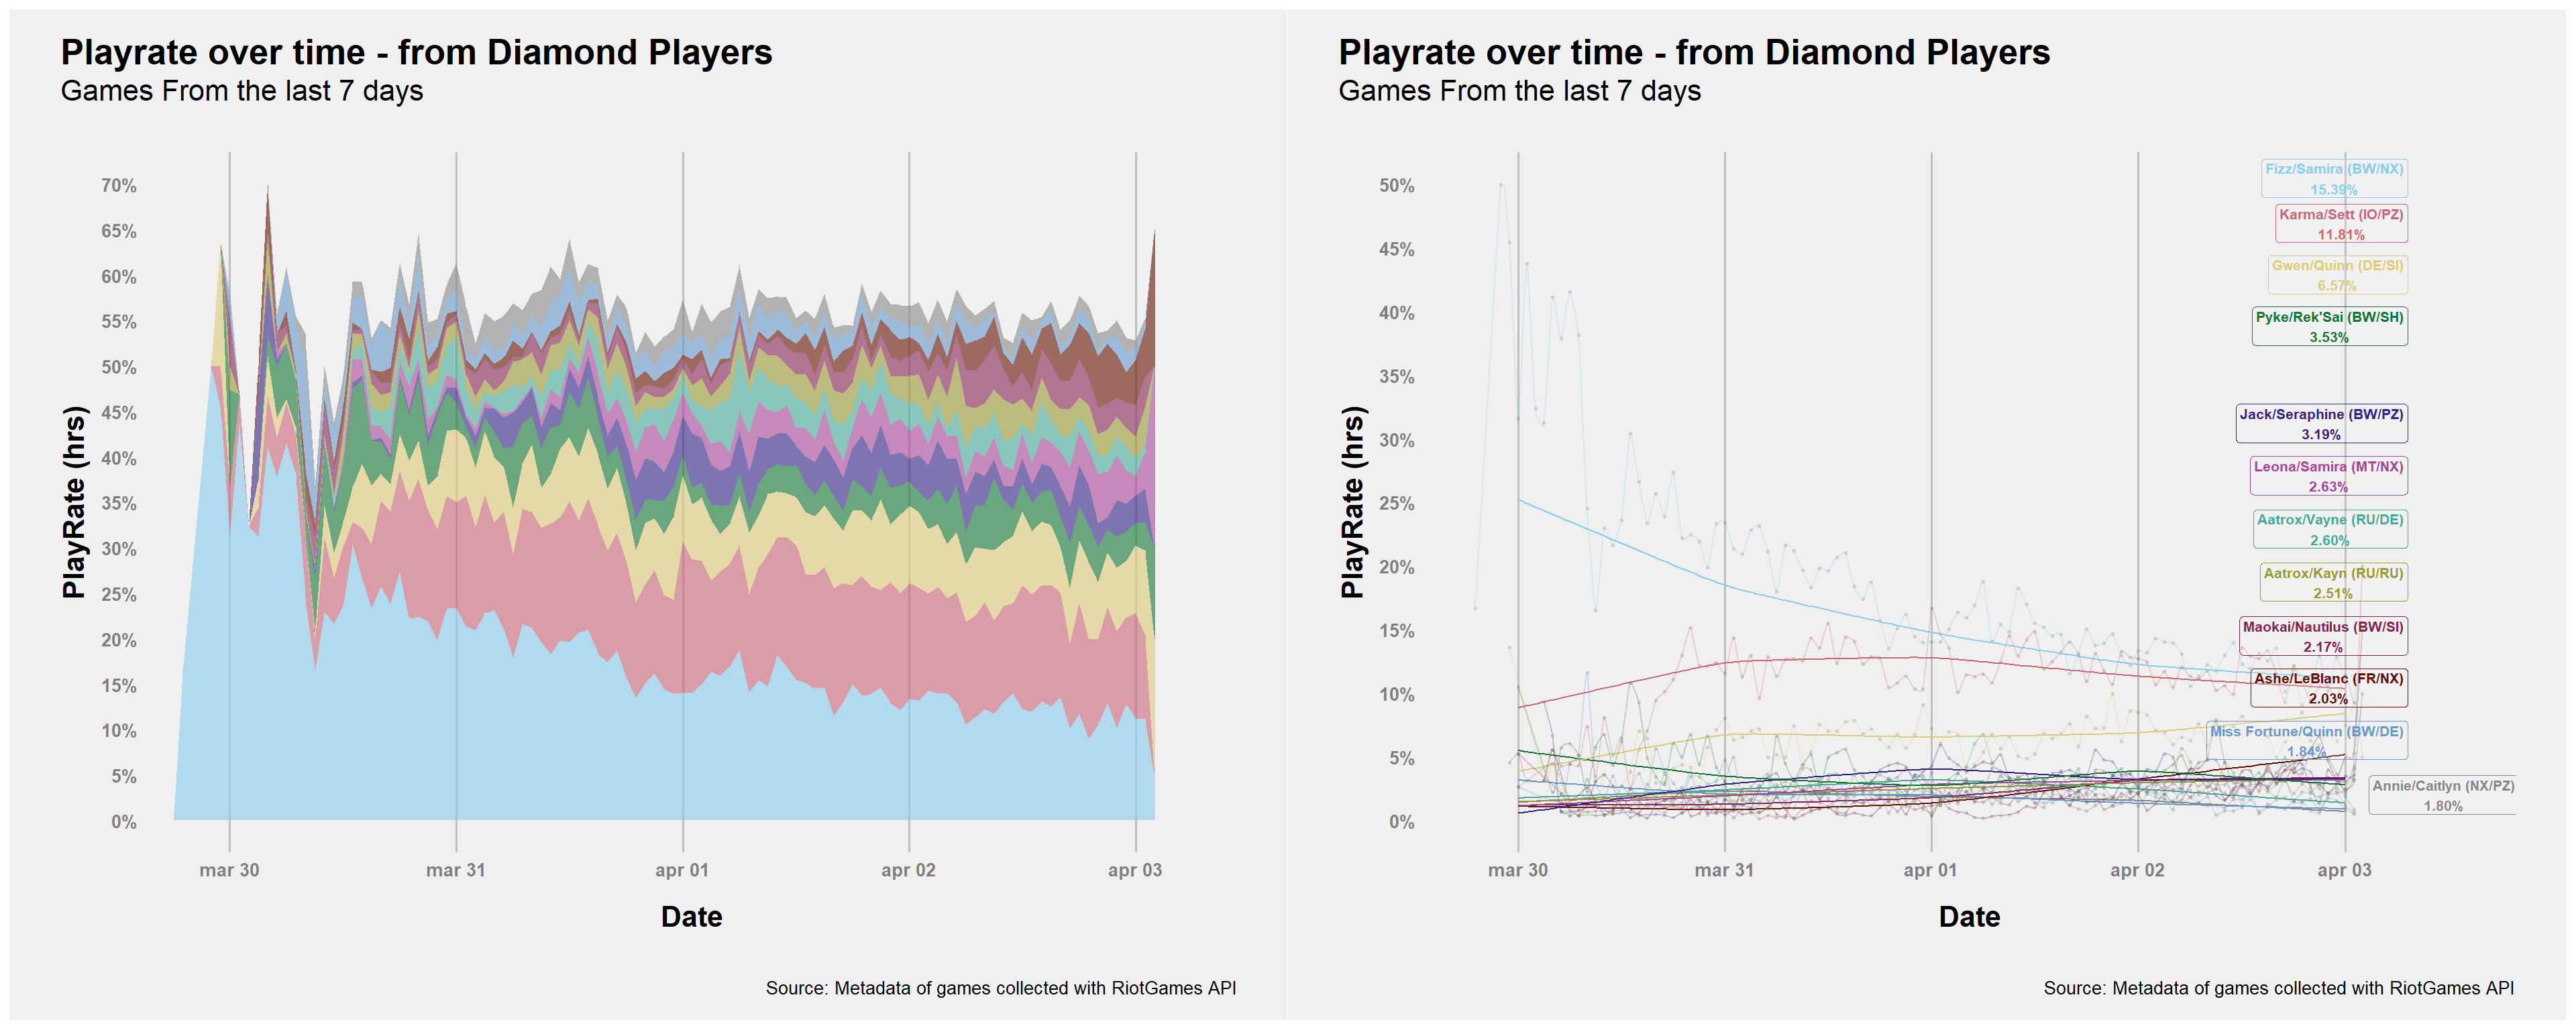 Playrate over time - from Diamond Players
Games From the last 7 days
PlayRate (hrs)
70%
65%
60%
55%
50%
45%
40%
35%
30%
25%
20%
15%
10%
5%
0%
mar 30
mar 31
apr 01
apr 02
apr 03
Date
Source: Metadata of games collected with RiotGames API
Playrate over time - from Diamond Players
Games From the last 7 days
PlayRate (hrs)
50%
45%
40%
35%
30%
25%
20%
15%
10%
5%
0%
Fizz/Samira (BW/NX)
15.39%
Karma/Sett (IO/PZ)
11.81%
Gwen/Quinn (DE/SI)
6.57%
Pyke/Rek'Sai (BW/SH)
3.53%
Jack/Seraphine (BW/PZ)
3.19%
Leona/Samira (MT/NX)
2.63%
Aatrox/Vayne (RU/DE)
2.60%
Aatrox/Kayn (RU/RU)
2.51%
Maokai/Nautilus (BW/SI)
2.17%
Ashe/LeBlanc (FR/NX)
2.03%
Miss Fortune/Quinn (BW/DE)
1.84%
Annie/Caitlyn (NX/PZ)
1.80%
mar 30
mar 31
apr 01
apr 02
apr 03
Date
Source: Metadata of games collected with RiotGames API